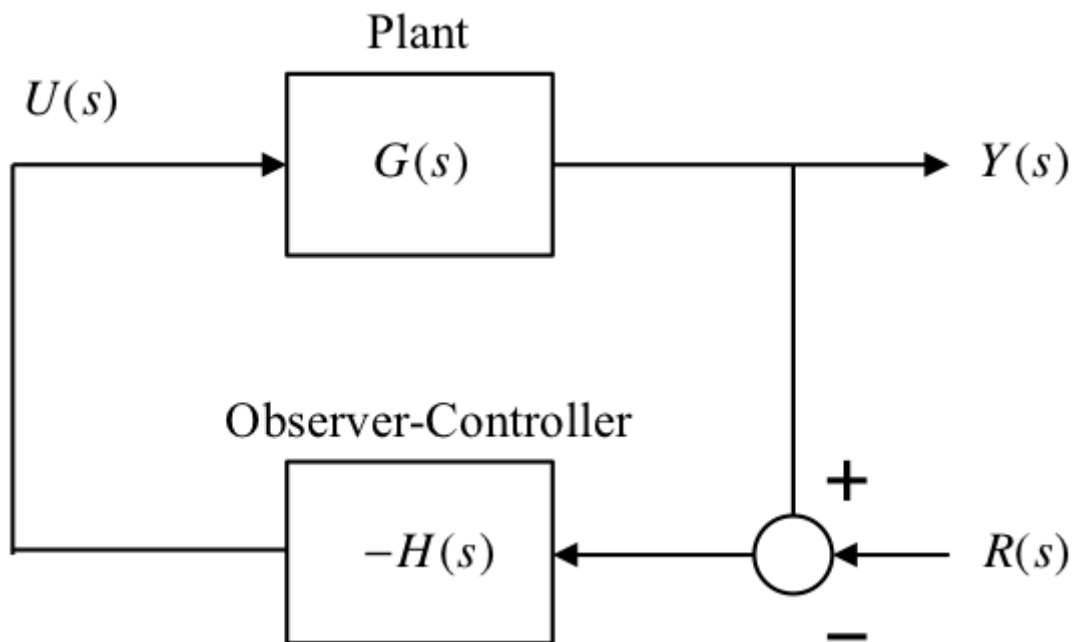 Plant
U(s)
G(s)
Y(s)
Observer-Controller
+
−H(s)
R(s)
−